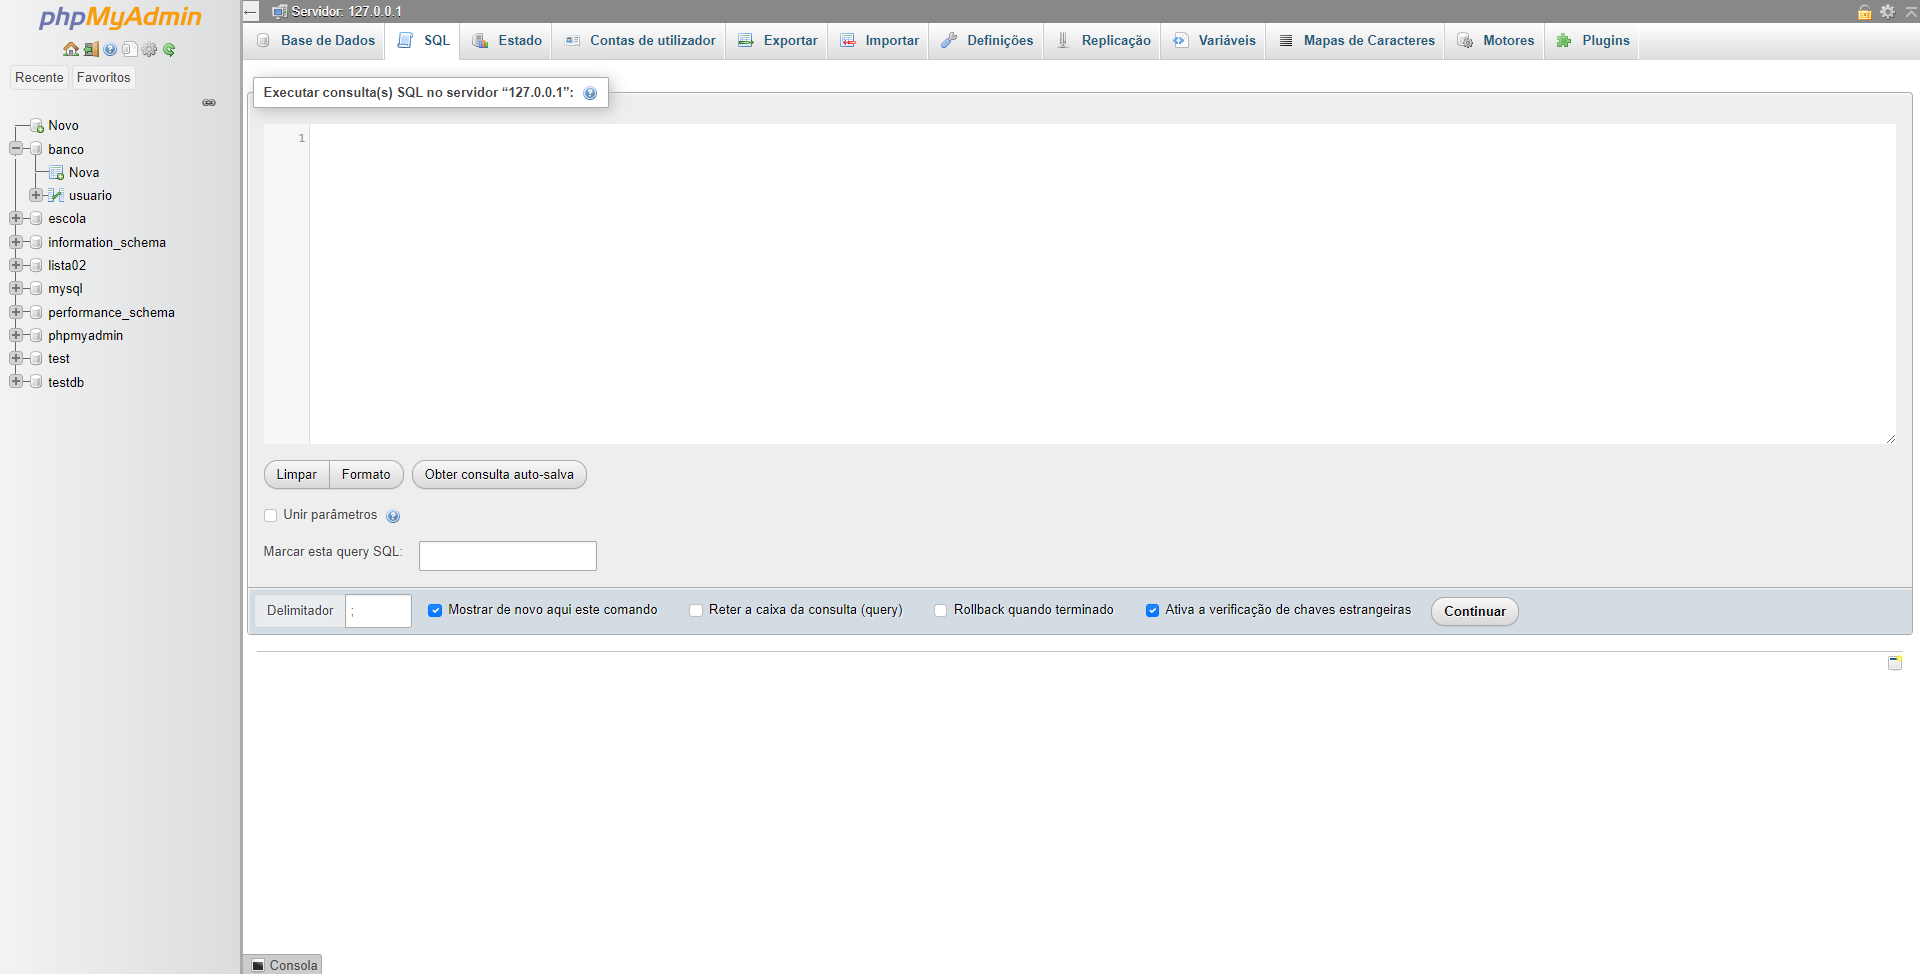 phpMyAdmin
Recente Favoritos
Novo
banco
Nova
usuario
escola
information_schema
lista02
mysql
performance_schema
phpmyadmin
test
testdb
Servidor: 127.0.0.1
Base de Dados SQL Estado Contas de utilizador Exportar Importar Definições Replicação Variáveis Mapas de Caracteres Motores Plugins
Executar consulta(s) SQL no servidor “127.0.0.1”:
1
Limpar Formato Obter consulta auto-salva
Unir parâmetros
Marcar esta query SQL:
Delimitador ; Mostrar de novo aqui este comando Reter a caixa da consulta (query) Rollback quando terminado Ativa a verificação de chaves estrangeiras Continuar
Consola